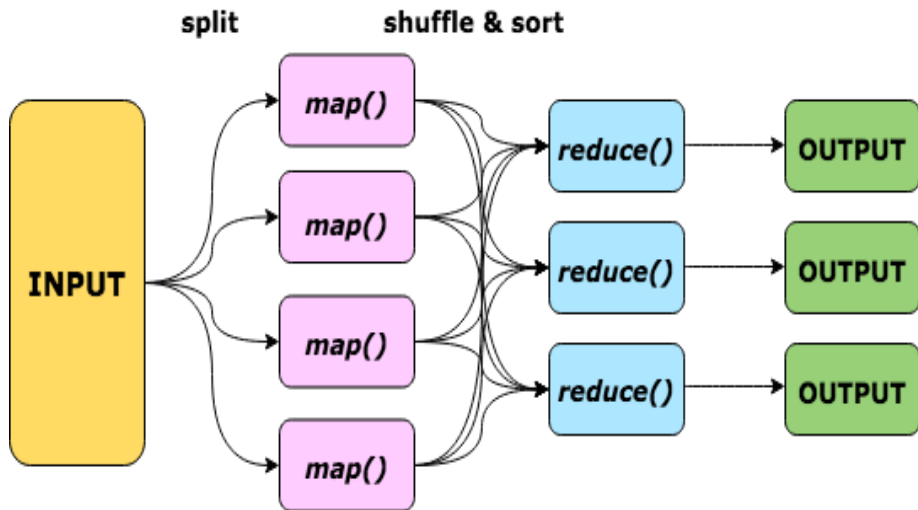 split
shuffle & sort
INPUT
map()
map()
map()
map()
reduce()
reduce()
reduce()
OUTPUT
OUTPUT
OUTPUT